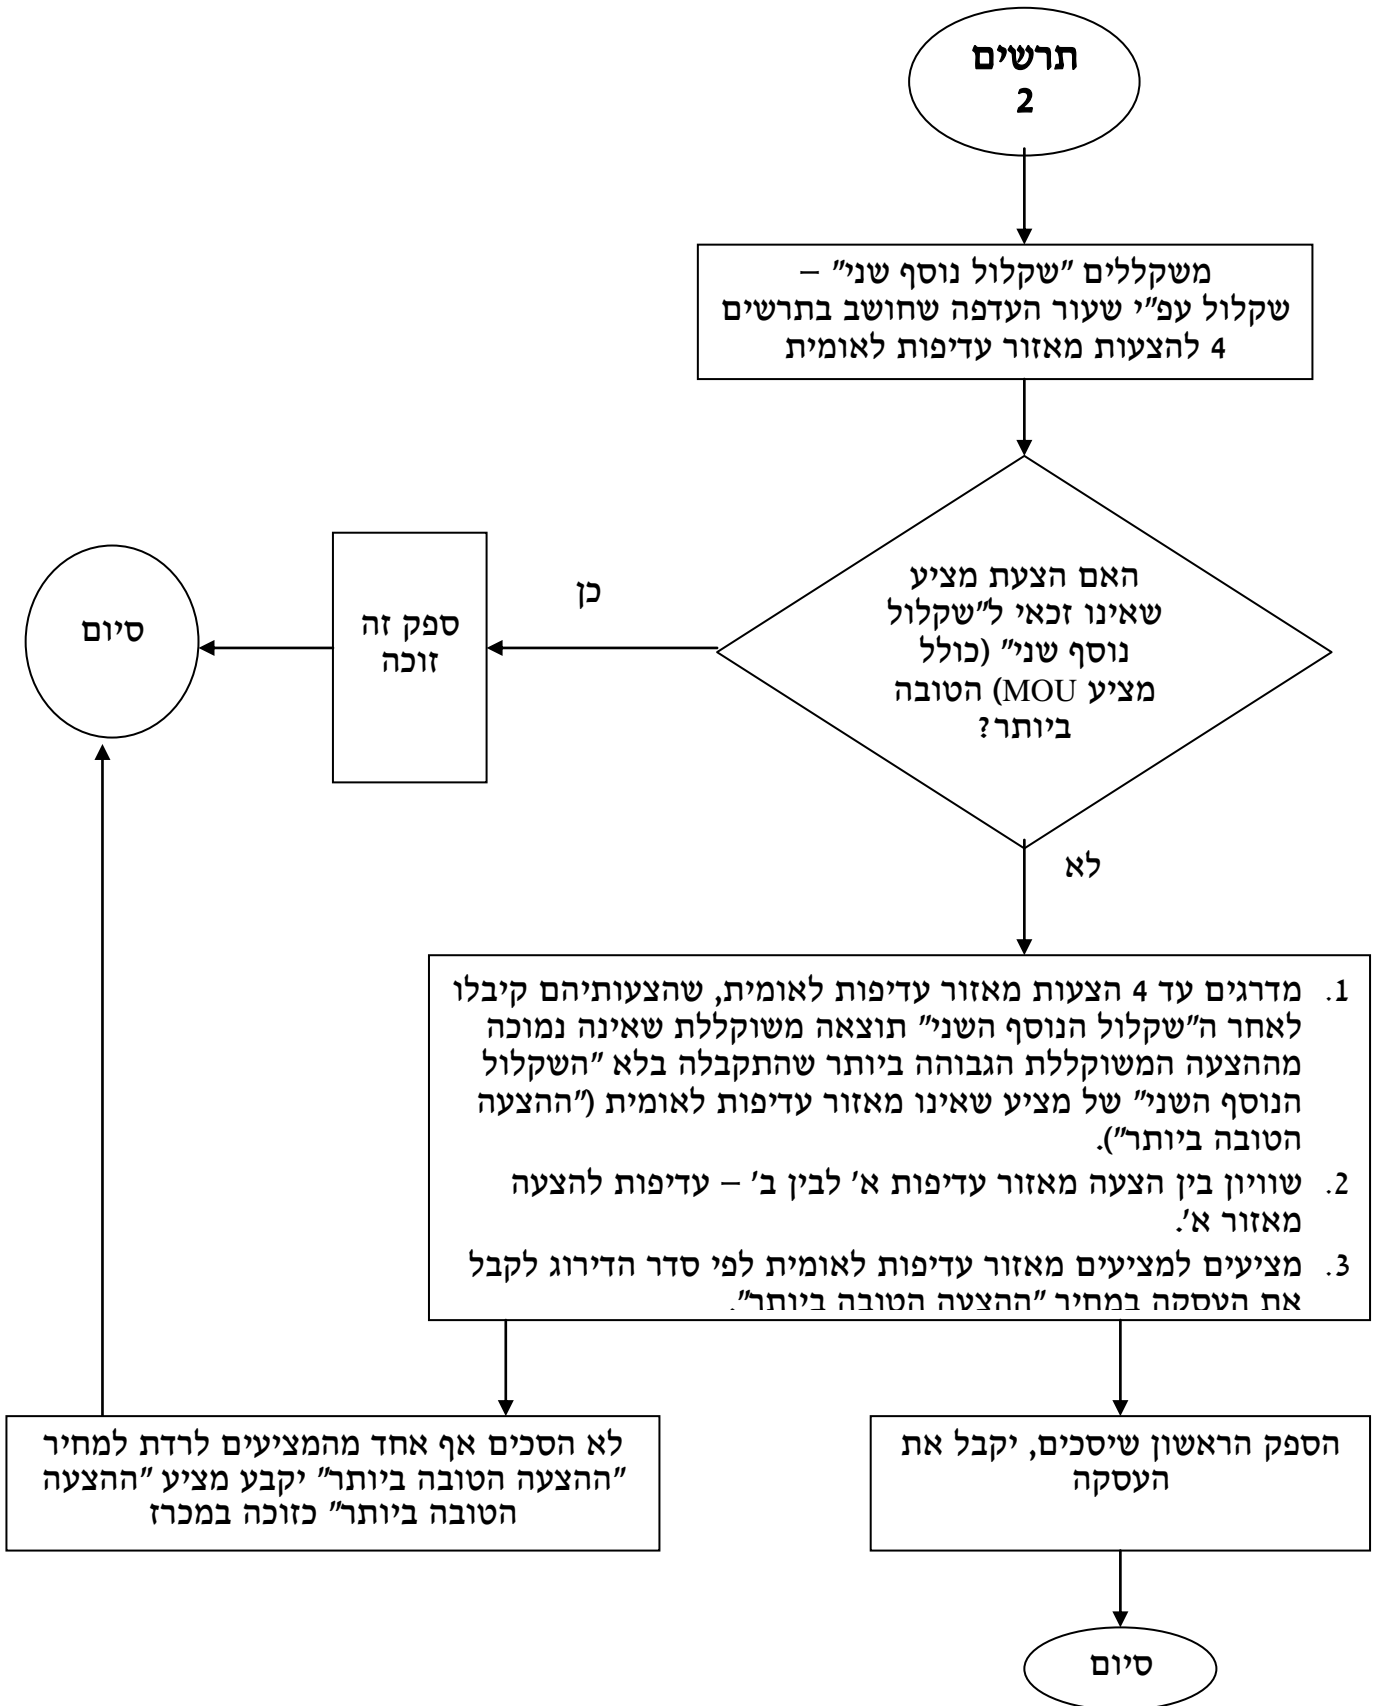 תרשים
2
משקללים "שקלול נוסף שני" –
שקלול עפ"י שעור העדפה שחושב בתרשים
4 להצעות מאזור עדיפות לאומית
האם הצעת מציע
שאינו זכאי ל"שקלול
נוסף שני" (כולל
מציע MOU) הטובה
ביותר?
כן
ספק זה
זוכה
סיום
לא
1. מדרגים עד 4 הצעות מאזור עדיפות לאומית, שהצעותיהם קיבלו
לאחר ה"שקלול הנוסף השני" תוצאה משוקללת שאינה נמוכה
מההצעה המשוקללת הגבוהה ביותר שהתקבלה בלא "השקלול
הנוסף השני" של מציע שאינו מאזור עדיפות לאומית ("ההצעה
הטובה ביותר").
2. שוויון בין הצעה מאזור עדיפות א' לבין ב' – עדיפות להצעה
מאזור א'.
3. מציעים למציעים מאזור עדיפות לאומית לפי סדר הדירוג לקבל
את העסקה במחיר "ההצעה הטובה ביותר".
הספק הראשון שיסכים, יקבל את
העסקה
לא הסכים אף אחד מהמציעים לרדת למחיר
"ההצעה הטובה ביותר" יקבע מציע "ההצעה
הטובה ביותר" כזוכה במכרז
סיום